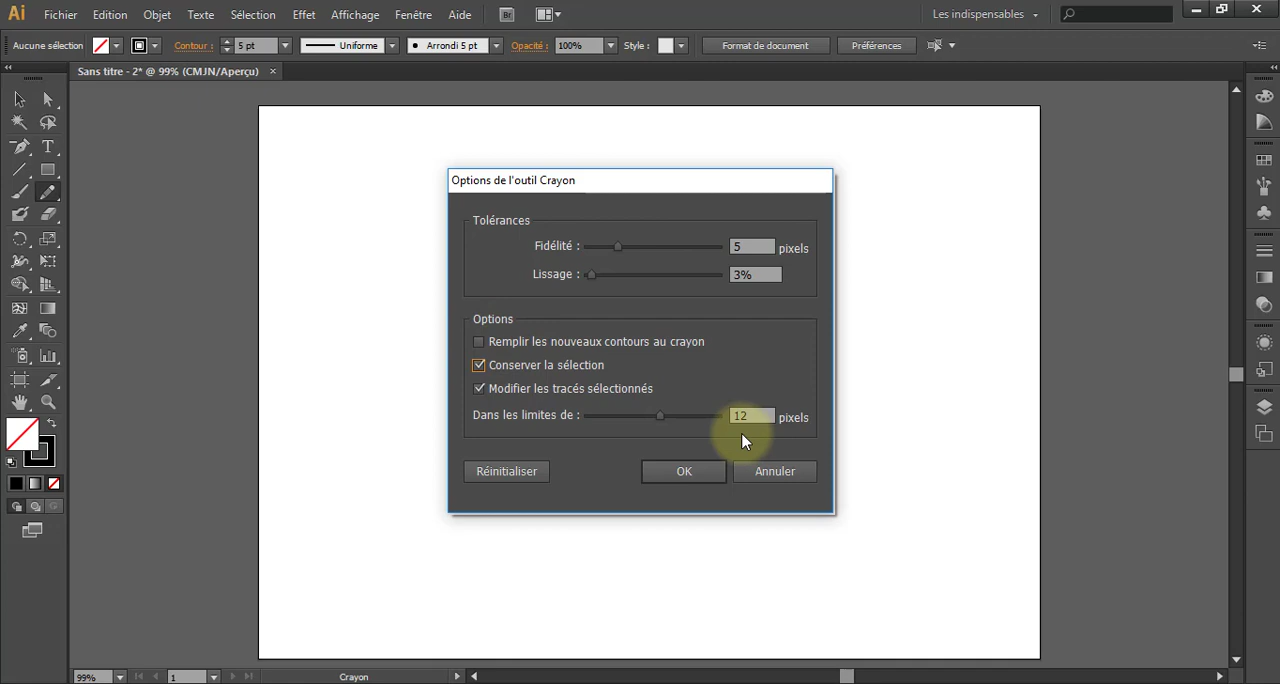 Ai Fichier Edition Objet Texte Sélection Effet Affichage Fenêtre Aide Br Les indispensables
Aucune sélection Contour : 5 pt Uniforme Arrondi 5 pt Opacité : 100% Style : Format de document Préférences
Sans titre - 2* @ 99% (CMJN/Aperçu) ×
Options de l'outil Crayon
Tolérances
Fidélité : 5 pixels
Lissage : 3%
Options
Remplir les nouveaux contours au crayon
Conserver la sélection
Modifier les tracés sélectionnés
Dans les limites de : 12 pixels
Réinitialiser OK Annuler
99% 1 Crayon